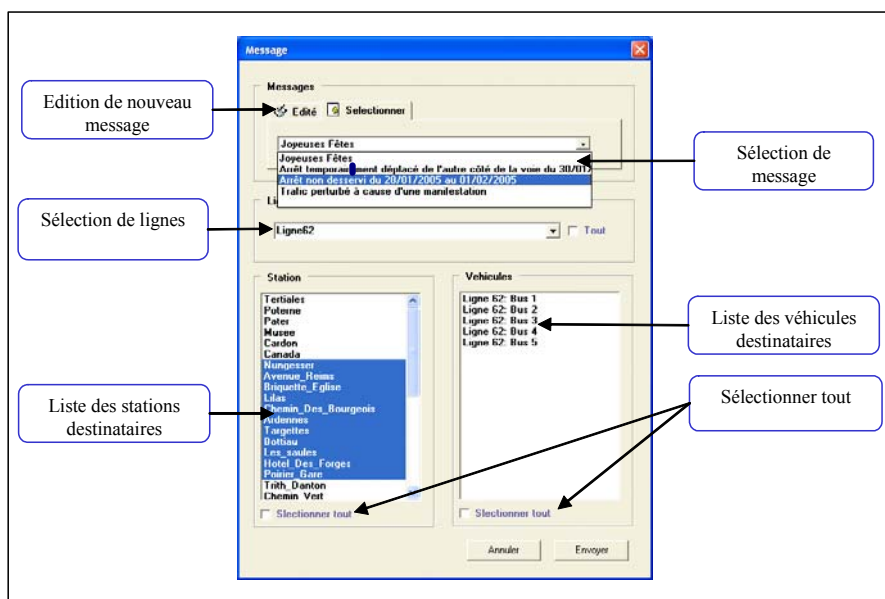 Message
Messages
Edition de nouveau
message
Edité
Selectionner
Joyeuses Fêtes
Joyeuses Fêtes
Arrêt temporairement déplacé de l'autre côté de la voie du 30/01/
Arrêt non desservi du 20/01/2005 au 01/02/2005
Trafic perturbé à cause d'une manifestation
Sélection de
message
Sélection de lignes
Li
Ligne62
Tout
Station
Tertiales
Poterne
Pater
Musee
Cardon
Canada
Nungesser
Avenue_Reims
Briquette_Eglise
Lilas
Chemin_Des_Bourgeois
Ardennes
Targettes
Bottiau
Les_saules
Hotel_Des_Forges
Poirier_Gare
Trith_Danton
Chemin_Vert
Slectionner tout
Vehicules
Ligne 62: Bus 1
Ligne 62: Bus 2
Ligne 62: Bus 3
Ligne 62: Bus 4
Ligne 62: Bus 5
Slectionner tout
Liste des véhicules
destinataires
Liste des stations
destinataires
Sélectionner tout
Annuler
Envoyer